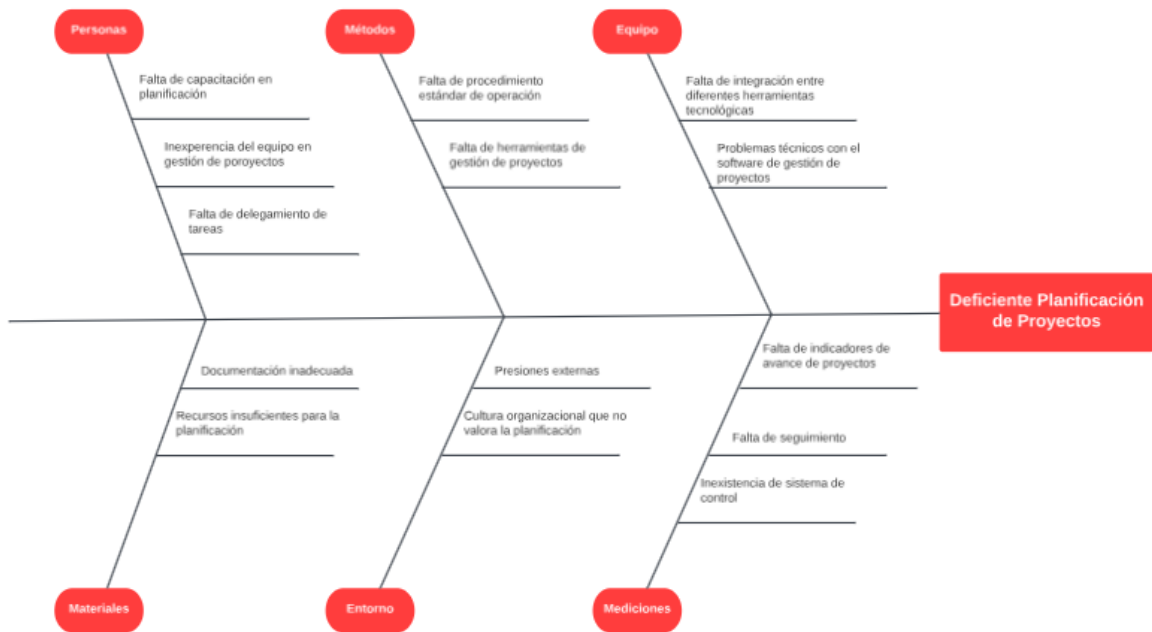 Personas
Métodos
Equipo
Falta de capacitación en
planificación
Inexperencia del equipo en
gestión de poroyectos
Falta de delegamiento de
tareas
Falta de procedimiento
estándar de operación
Falta de herramientas de
gestión de proyectos
Falta de integración entre
diferentes herramientas
tecnológicas
Problemas técnicos con el
software de gestión de
proyectos
Deficiente Planificación
de Proyectos
Documentación inadecuada
Recursos insuficientes para la
planificación
Presiones externas
Cultura organizacional que no
valora la planificación
Falta de indicadores de
avance de proyectos
Falta de seguimiento
Inexistencia de sistema de
control
Materiales
Entorno
Mediciones